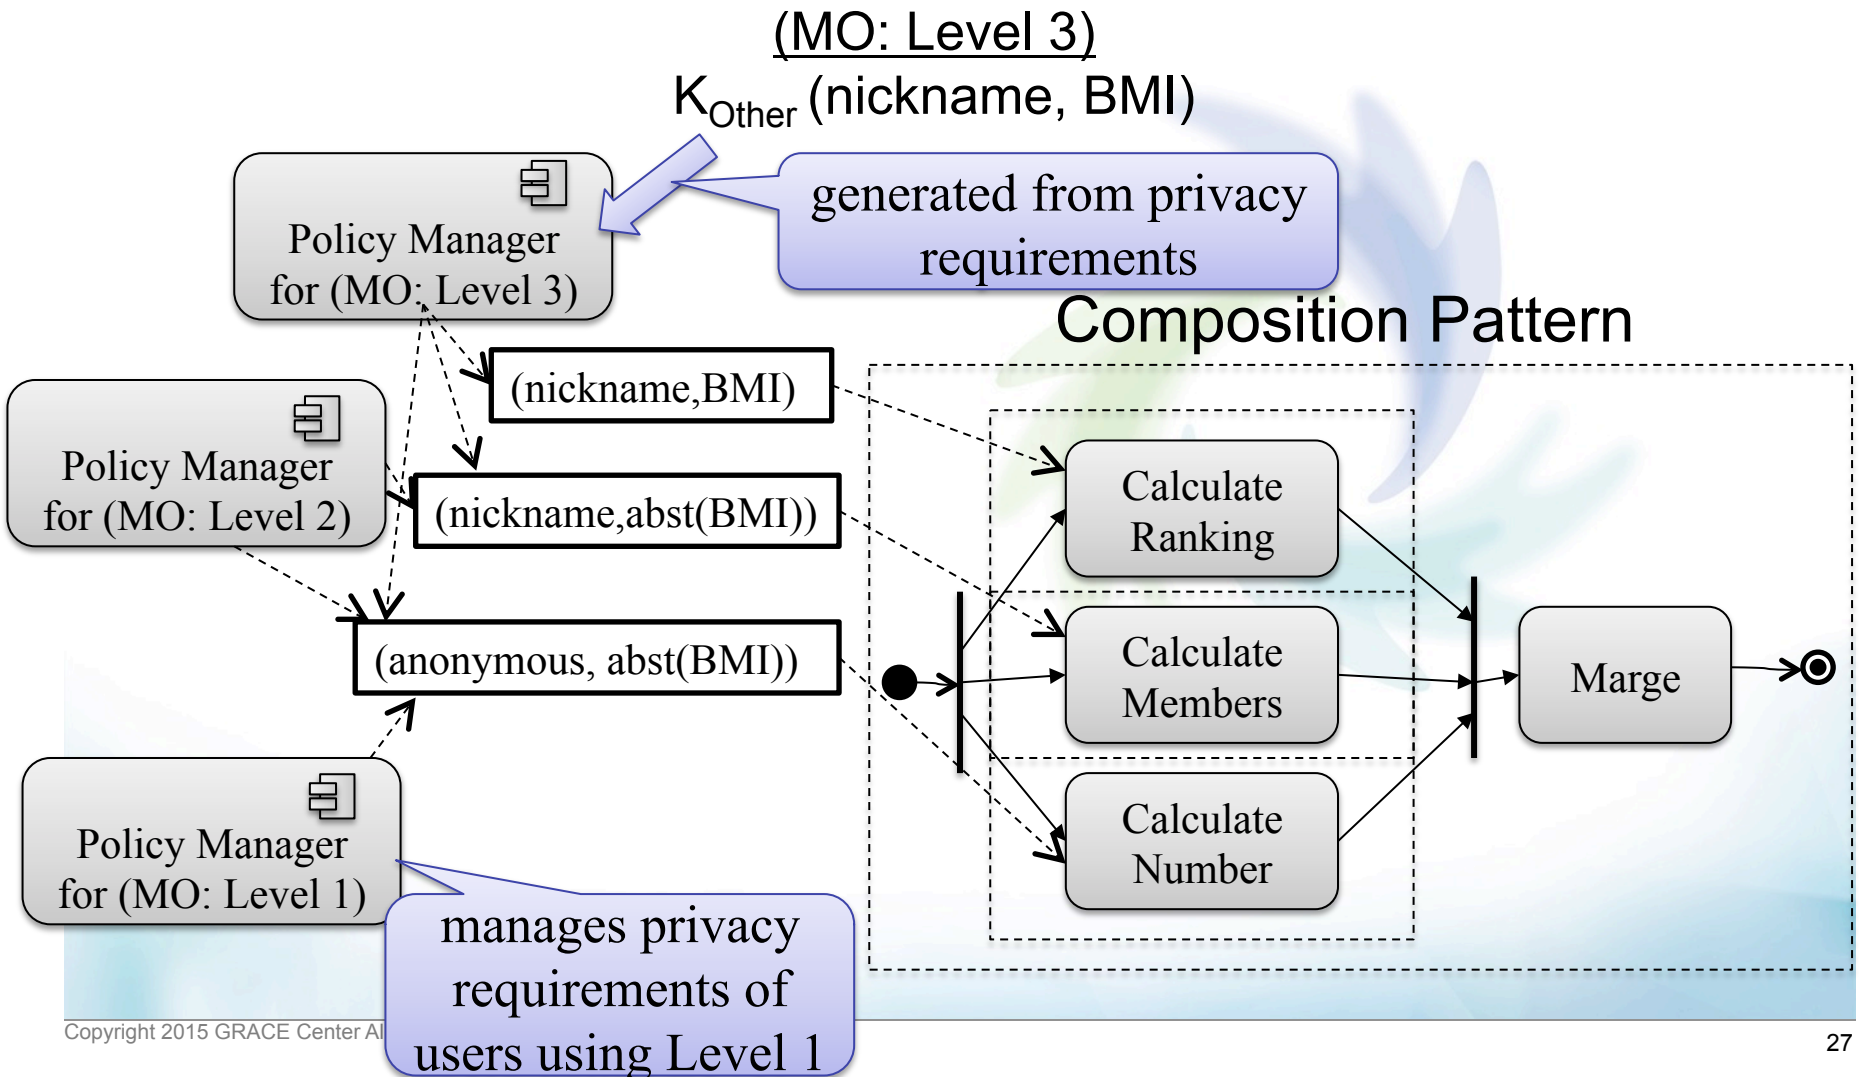 (MO: Level 3)
K_Other (nickname, BMI)
Policy Manager
for (MO: Level 3)
generated from privacy
requirements
Composition Pattern
(nickname,BMI)
Policy Manager
for (MO: Level 2)
(nickname,abst(BMI))
Calculate
Ranking
(anonymous, abst(BMI))
Calculate
Members
Marge
Policy Manager
for (MO: Level 1)
Calculate
Number
manages privacy
requirements of
users using Level 1
Copyright 2015 GRACE Center
27